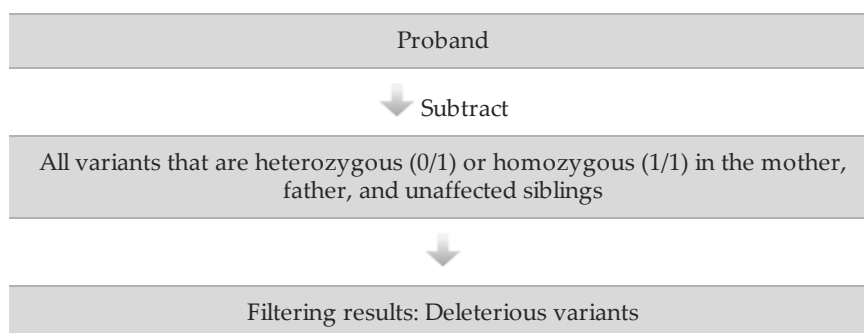 Proband
Subtract
All variants that are heterozygous (0/1) or homozygous (1/1) in the mother,
father, and unaffected siblings
Filtering results: Deleterious variants